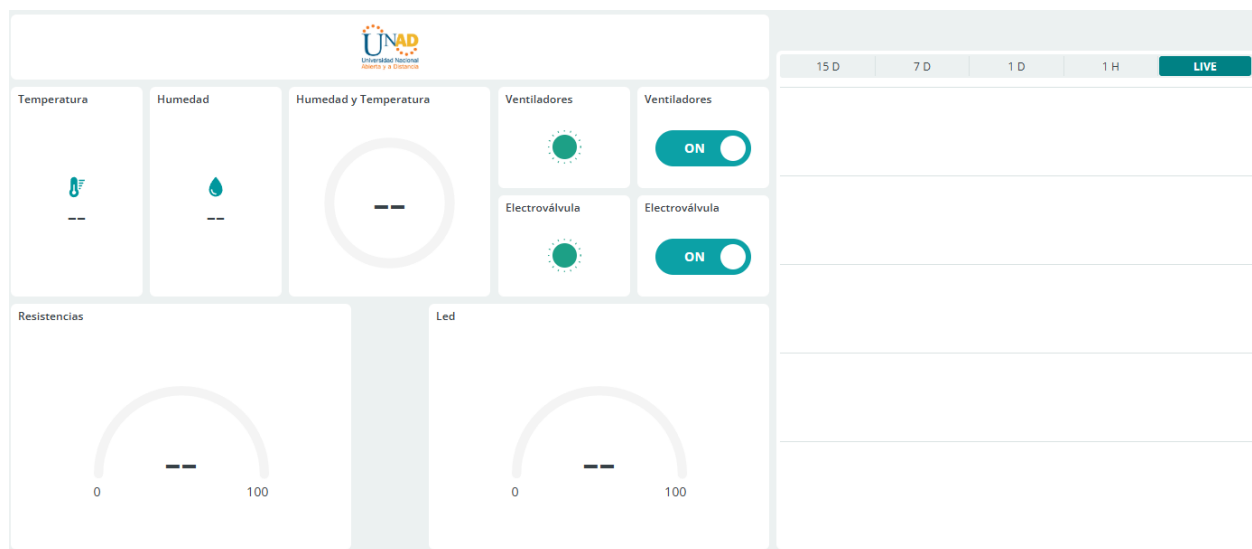 UNAD
Universidad Nacional
Abierta y a Distancia
15 D 7 D 1 D 1 H LIVE
Temperatura
--
Humedad
--
Humedad y Temperatura
--
Ventiladores
Ventiladores
ON
Electroválvula
Electroválvula
ON
Resistencias
--
0 100
Led
--
0 100